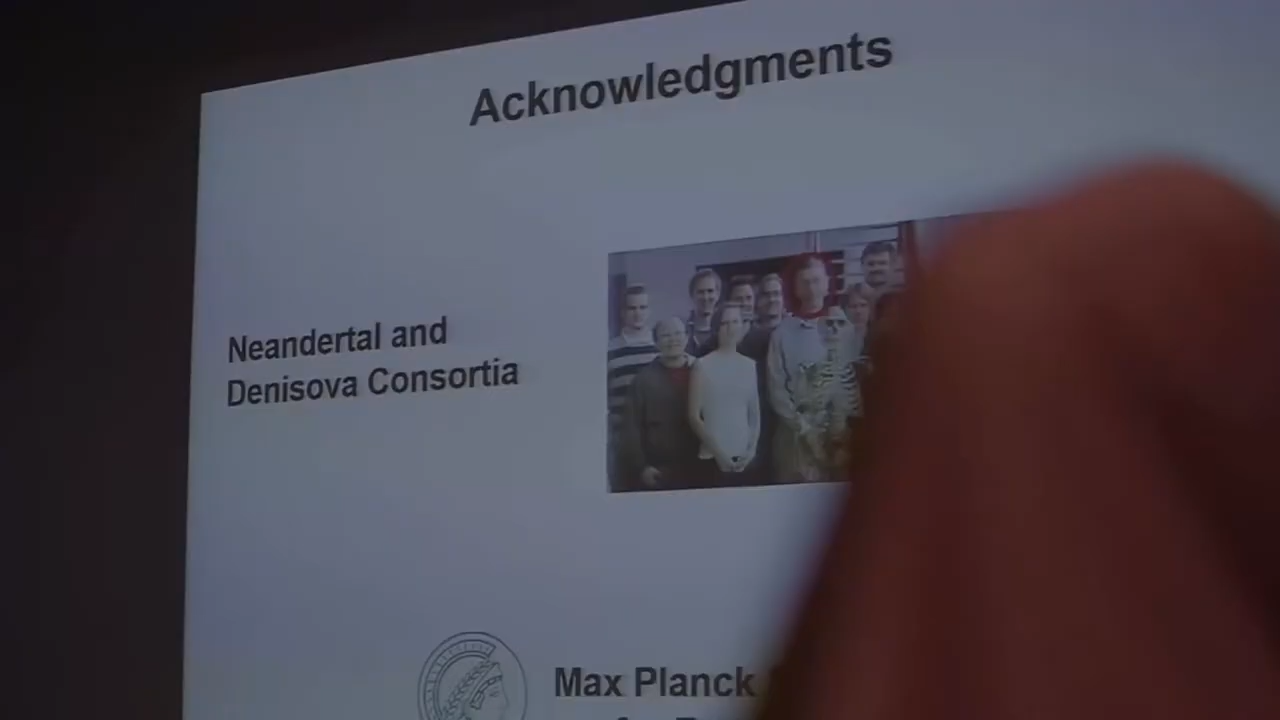 Acknowledgments
Neandertal and
Denisova Consortia
Max Planck